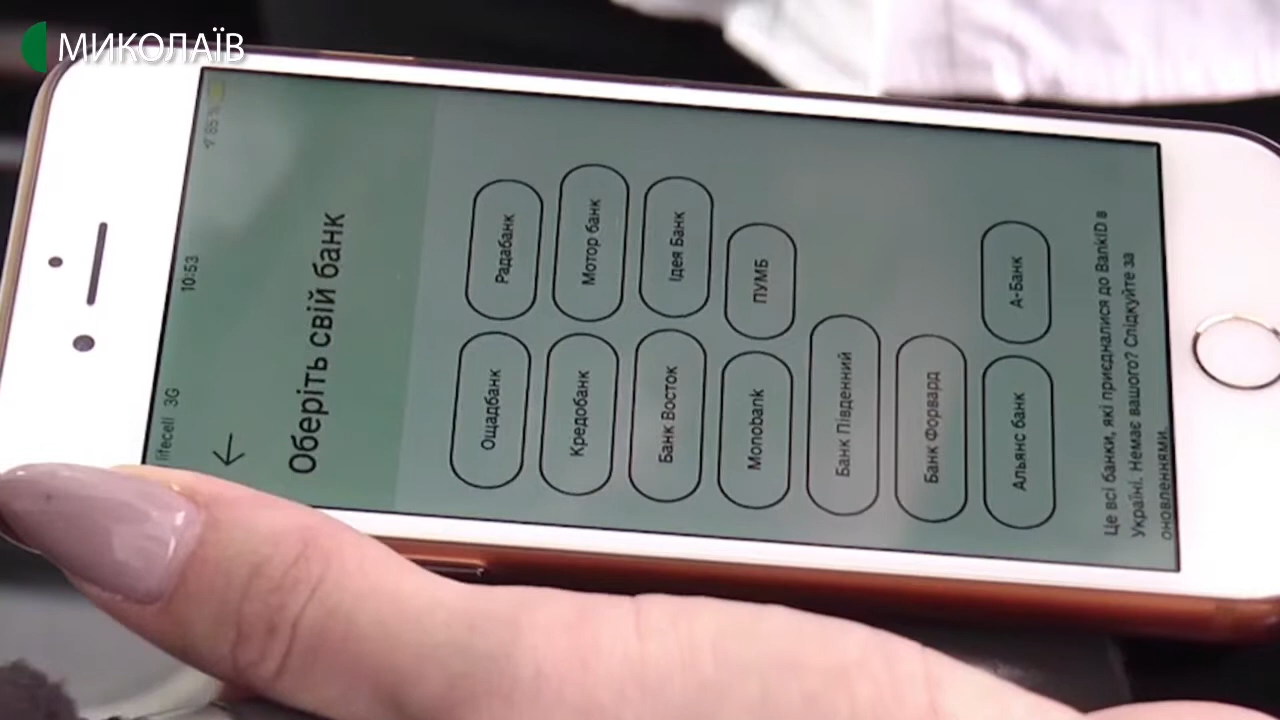 МИКОЛАЇВ
lifecell 3G 10:53 85 %
Оберіть свій банк
Ощадбанк Радабанк
Кредобанк Мотор банк
Банк Восток Ідея Банк
Monobank ПУМБ
Банк Південний
Банк Форвард
Альянс банк А-Банк
Це всі банки, які приєдналися до BankID в
Україні. Немає вашого? Слідкуйте за
оновленнями.